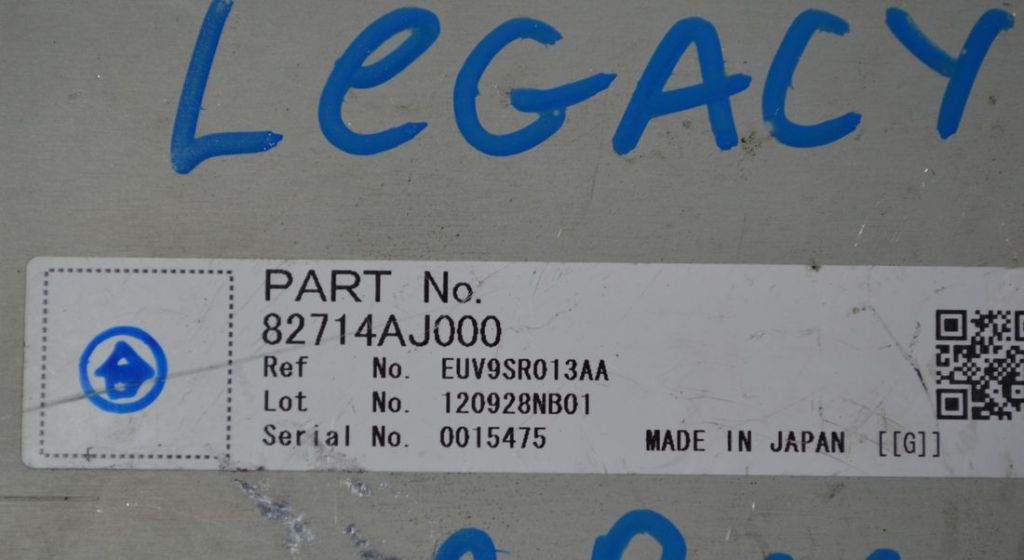 LeGACY
PART No.
82714AJ000
Ref No. EUV9SR013AA
Lot No. 120928NB01
Serial No. 0015475
MADE IN JAPAN [[G]]